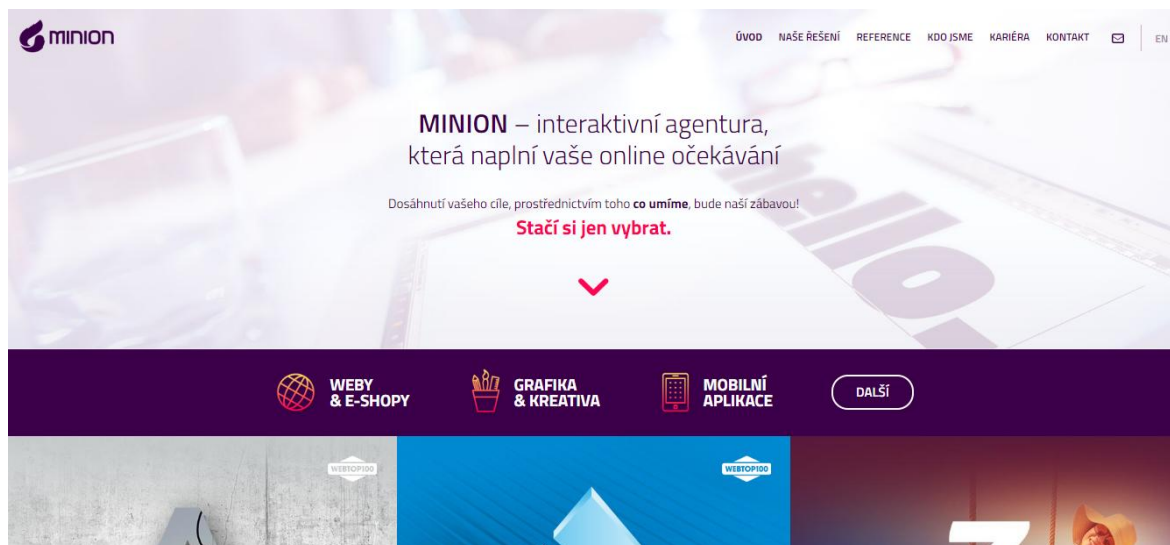 minion
ÚVOD NAŠE ŘEŠENÍ REFERENCE KDO JSME KARIÉRA KONTAKT EN
MINION – interaktivní agentura,
která naplní vaše online očekávání
Dosáhnutí vašeho cíle, prostřednictvím toho co umíme, bude naší zábavou!
Stačí si jen vybrat.
hello.
WEBY
& E-SHOPY
GRAFIKA
& KREATIVA
MOBILNÍ
APLIKACE
DALŠÍ
WEBTOP100
WEBTOP100